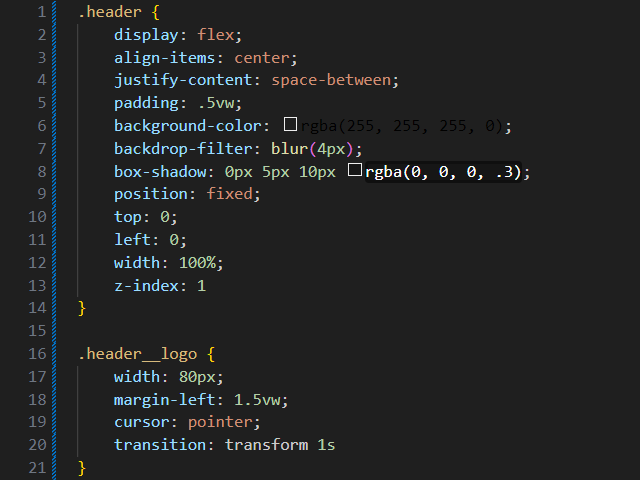 1 .header {
2 display: flex;
3 align-items: center;
4 justify-content: space-between;
5 padding: .5vw;
6 background-color: rgba(255, 255, 255, 0);
7 backdrop-filter: blur(4px);
8 box-shadow: 0px 5px 10px rgba(0, 0, 0, .3);
9 position: fixed;
10 top: 0;
11 left: 0;
12 width: 100%;
13 z-index: 1
14 }
15
16 .header__logo {
17 width: 80px;
18 margin-left: 1.5vw;
19 cursor: pointer;
20 transition: transform 1s
21 }